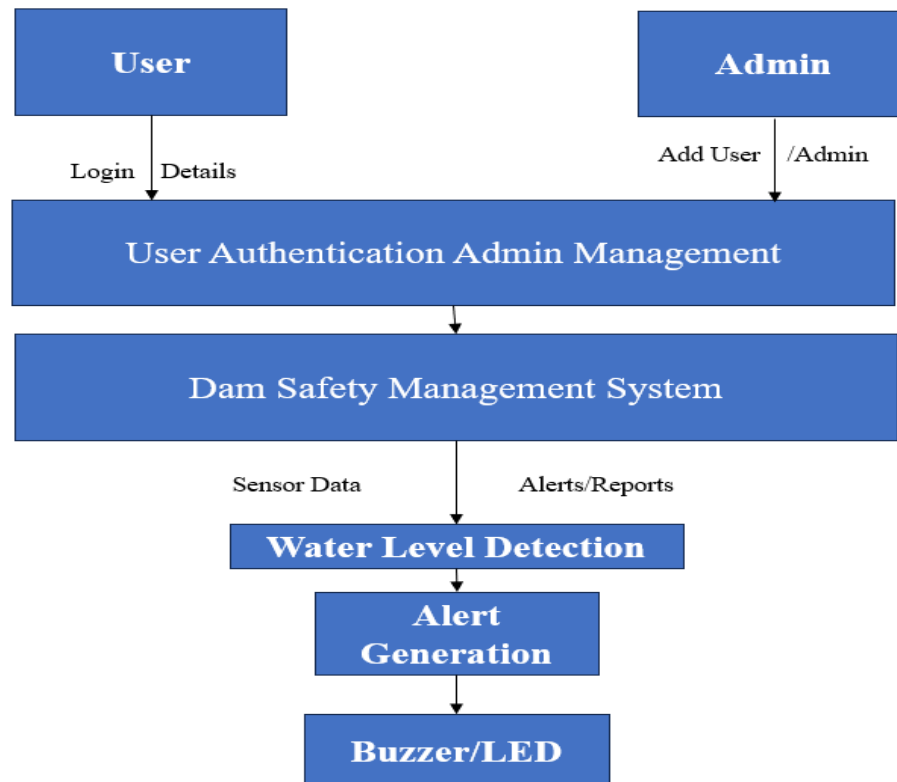 User
Admin
Login Details
Add User /Admin
User Authentication Admin Management
Dam Safety Management System
Sensor Data
Alerts/Reports
Water Level Detection
Alert
Generation
Buzzer/LED